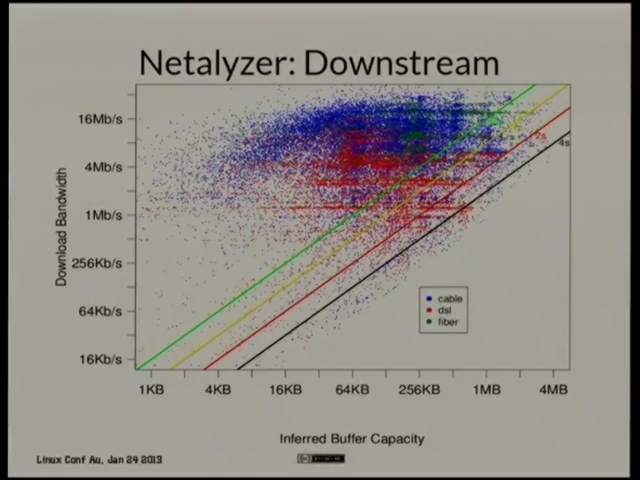 Netalyzer: Downstream
16Mb/s
4Mb/s
1Mb/s
256Kb/s
64Kb/s
16Kb/s
Download Bandwidth
2s
4s
cable
dsl
fiber
1KB 4KB 16KB 64KB 256KB 1MB 4MB
Inferred Buffer Capacity
Linux Conf Au, Jan 24 2013